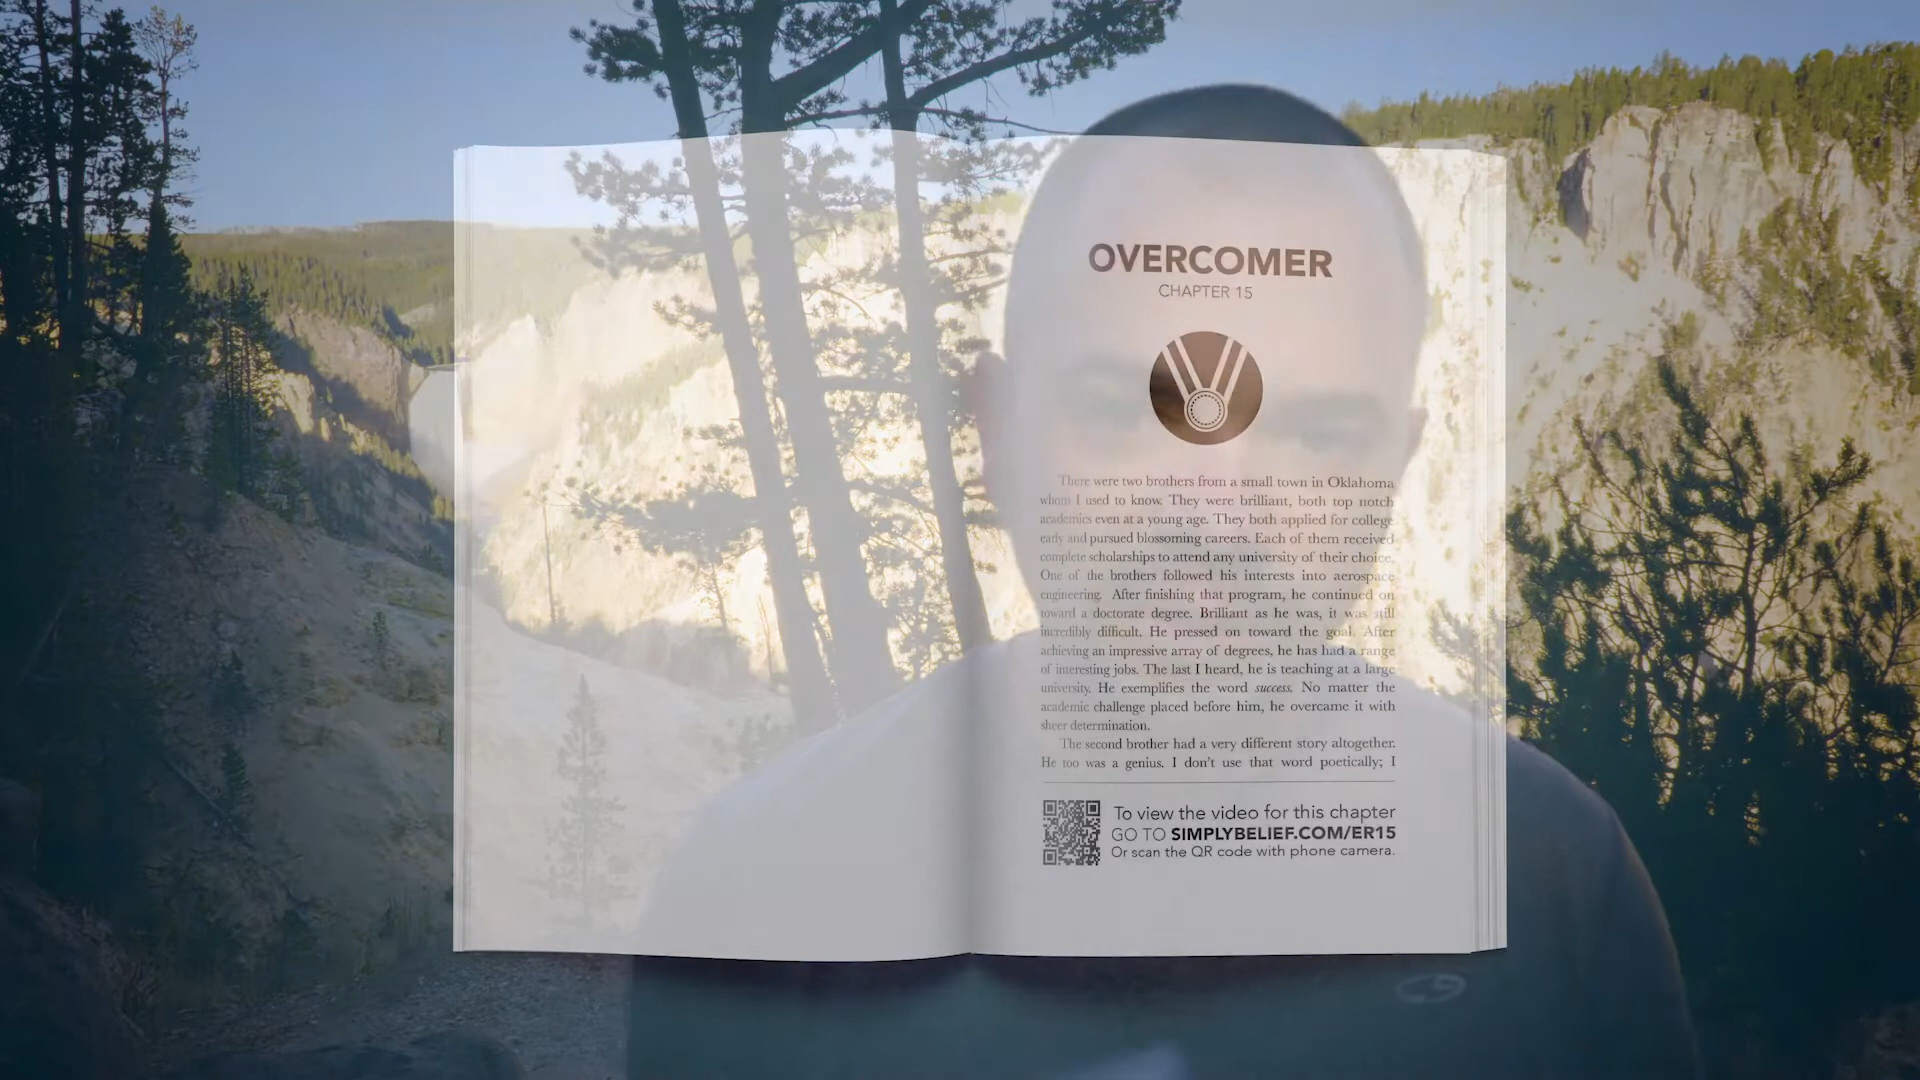 OVERCOMER
CHAPTER 15
There were two brothers from a small town in Oklahoma
whom I used to know. They were brilliant, both top notch
academics even at a young age. They both applied for college
early and pursued blossoming careers. Each of them received
complete scholarships to attend any university of their choice.
One of the brothers followed his interests into aerospace
engineering. After finishing that program, he continued on
toward a doctorate degree. Brilliant as he was, it was still
incredibly difficult. He pressed on toward the goal. After
achieving an impressive array of degrees, he has had a range
of interesting jobs. The last I heard, he is teaching at a large
university. He exemplifies the word success. No matter the
academic challenge placed before him, he overcame it with
sheer determination.
The second brother had a very different story altogether.
He too was a genius. I don't use that word poetically; I
To view the video for this chapter
GO TO SIMPLYBELIEF.COM/ER15
Or scan the QR code with phone camera.